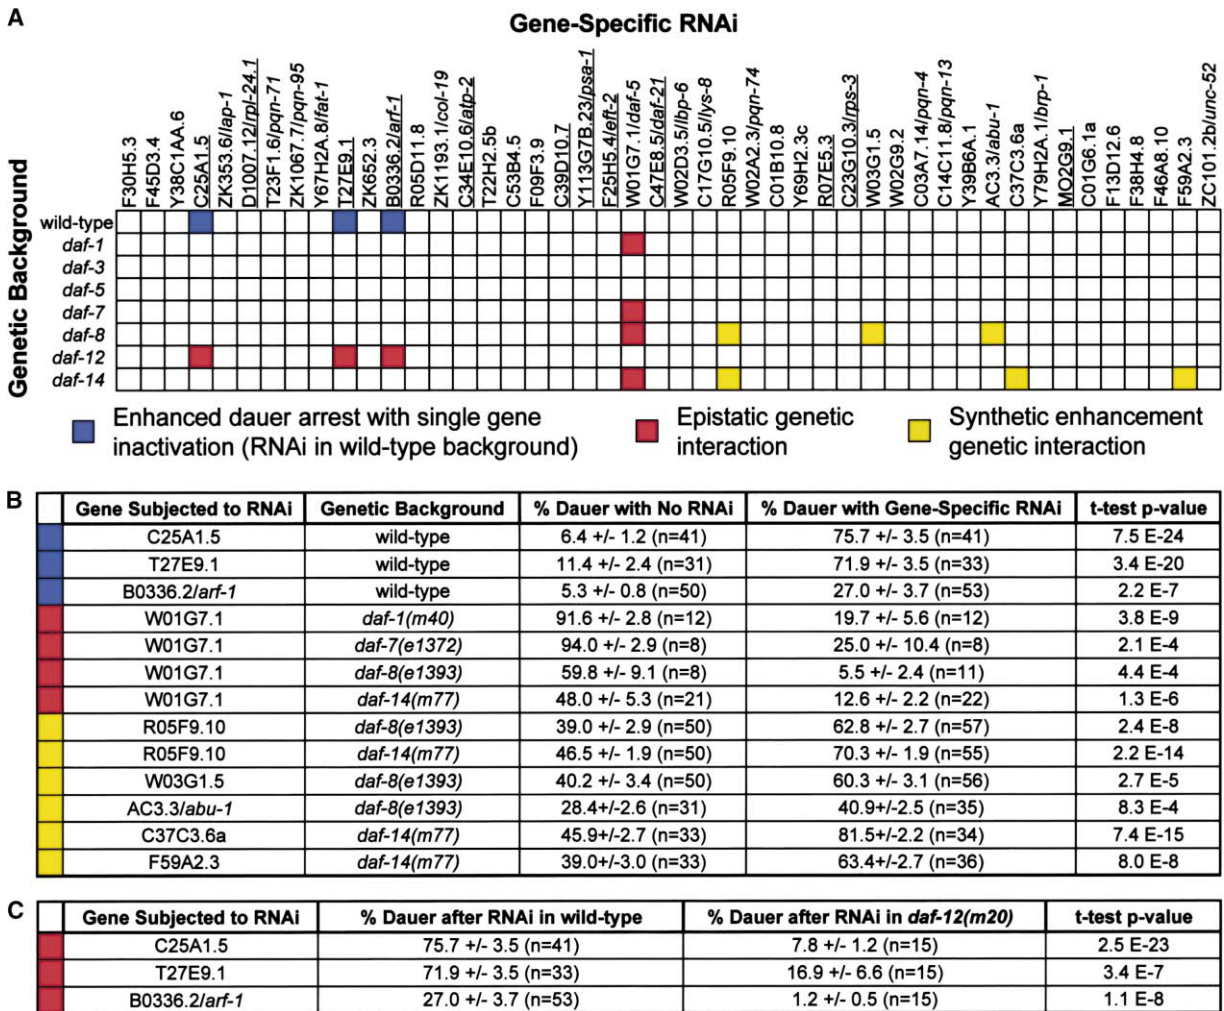 A
Gene-Specific RNAi
F30H5.3
F45D3.4
Y38C1AA.6
C25A1.5
ZK353.6/lap-1
D1007.12/rpl-24.1
T23F1.6/pqn-71
ZK1067.7/pqn-95
Y67H2A.8/fat-1
T27E9.1
ZK652.3
B0336.2/arf-1
R05D11.8
ZK1193.1/col-19
C34E10.6/atp-2
T22H2.5b
C53B4.5
F09F3.9
C39D10.7
Y113G7B.23/psa-1
F25H5.4/eft-2
W01G7.1/daf-5
C47E8.5/daf-21
W02D3.5/lbp-6
C17G10.5/lys-8
R05F9.10
W02A2.3/pqn-74
C01B10.8
Y69H2.3c
R07E5.3
C23G10.3/rps-3
W03G1.5
W02G9.2
C03A7.14/pqn-4
C14C11.8/pqn-13
Y39B6A.1
AC3.3/abu-1
C37C3.6a
Y79H2A.1/brp-1
MO2G9.1
C01G6.1a
F13D12.6
F38H4.8
F46A8.10
F59A2.3
ZC101.2b/unc-52
Genetic Background
wild-type
daf-1
daf-3
daf-5
daf-7
daf-8
daf-12
daf-14
Enhanced dauer arrest with single gene
inactivation (RNAi in wild-type background)
Epistatic genetic
interaction
Synthetic enhancement
genetic interaction
B
Gene Subjected to RNAi Genetic Background % Dauer with No RNAi % Dauer with Gene-Specific RNAi t-test p-value
C25A1.5 wild-type 6.4 +/- 1.2 (n=41) 75.7 +/- 3.5 (n=41) 7.5 E-24
T27E9.1 wild-type 11.4 +/- 2.4 (n=31) 71.9 +/- 3.5 (n=33) 3.4 E-20
B0336.2/arf-1 wild-type 5.3 +/- 0.8 (n=50) 27.0 +/- 3.7 (n=53) 2.2 E-7
W01G7.1 daf-1(m40) 91.6 +/- 2.8 (n=12) 19.7 +/- 5.6 (n=12) 3.8 E-9
W01G7.1 daf-7(e1372) 94.0 +/- 2.9 (n=8) 25.0 +/- 10.4 (n=8) 2.1 E-4
W01G7.1 daf-8(e1393) 59.8 +/- 9.1 (n=8) 5.5 +/- 2.4 (n=11) 4.4 E-4
W01G7.1 daf-14(m77) 48.0 +/- 5.3 (n=21) 12.6 +/- 2.2 (n=22) 1.3 E-6
R05F9.10 daf-8(e1393) 39.0 +/- 2.9 (n=50) 62.8 +/- 2.7 (n=57) 2.4 E-8
R05F9.10 daf-14(m77) 46.5 +/- 1.9 (n=50) 70.3 +/- 1.9 (n=55) 2.2 E-14
W03G1.5 daf-8(e1393) 40.2 +/- 3.4 (n=50) 60.3 +/- 3.1 (n=56) 2.7 E-5
AC3.3/abu-1 daf-8(e1393) 28.4+/-2.6 (n=31) 40.9+/-2.5 (n=35) 8.3 E-4
C37C3.6a daf-14(m77) 45.9+/-2.7 (n=33) 81.5+/-2.2 (n=34) 7.4 E-15
F59A2.3 daf-14(m77) 39.0+/-3.0 (n=33) 63.4+/-2.7 (n=36) 8.0 E-8
C
Gene Subjected to RNAi % Dauer after RNAi in wild-type % Dauer after RNAi in daf-12(m20) t-test p-value
C25A1.5 75.7 +/- 3.5 (n=41) 7.8 +/- 1.2 (n=15) 2.5 E-23
T27E9.1 71.9 +/- 3.5 (n=33) 16.9 +/- 6.6 (n=15) 3.4 E-7
B0336.2/arf-1 27.0 +/- 3.7 (n=53) 1.2 +/- 0.5 (n=15) 1.1 E-8